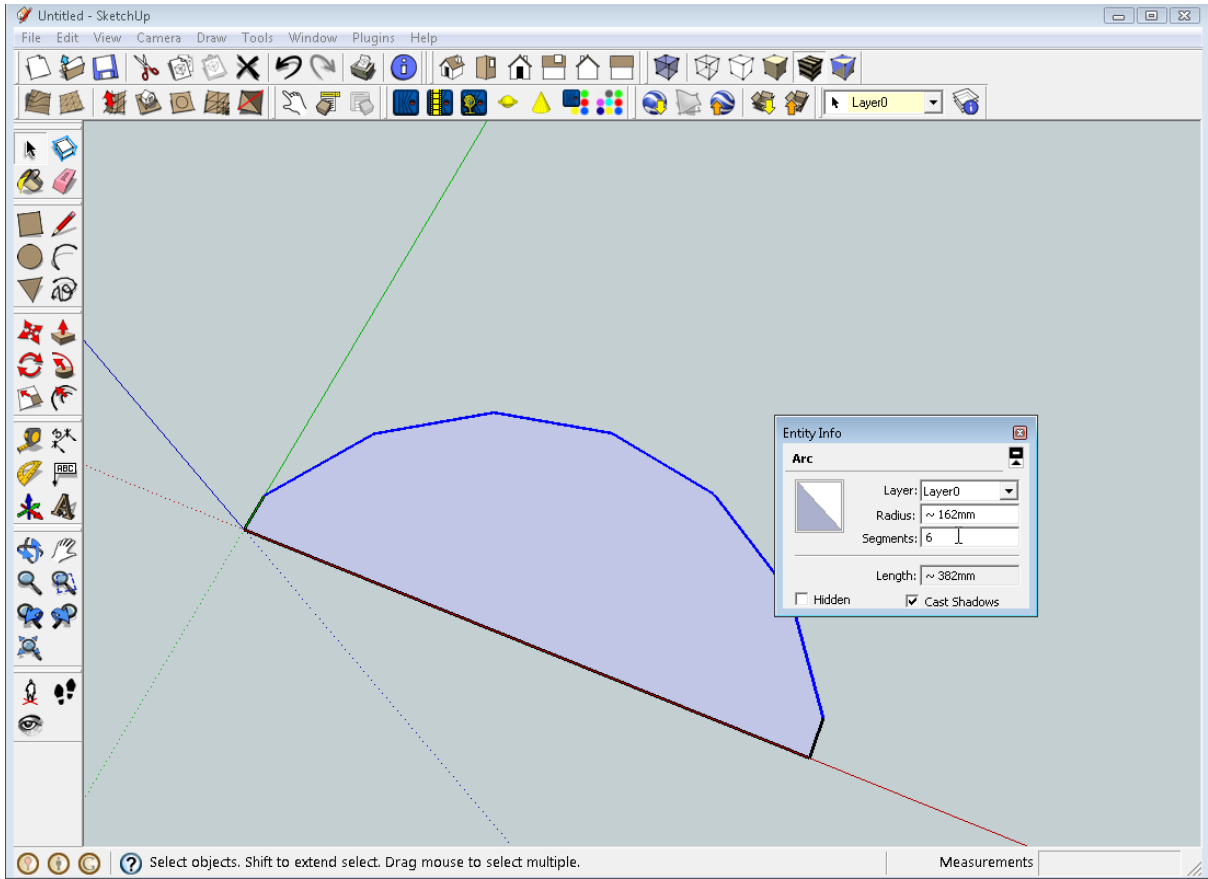 Untitled - SketchUp
File Edit View Camera Draw Tools Window Plugins Help
Layer0
ABC
Entity Info
Arc
Layer: Layer0
Radius: ~ 162mm
Segments: 6
Length: ~ 382mm
Hidden Cast Shadows
Select objects. Shift to extend select. Drag mouse to select multiple. Measurements